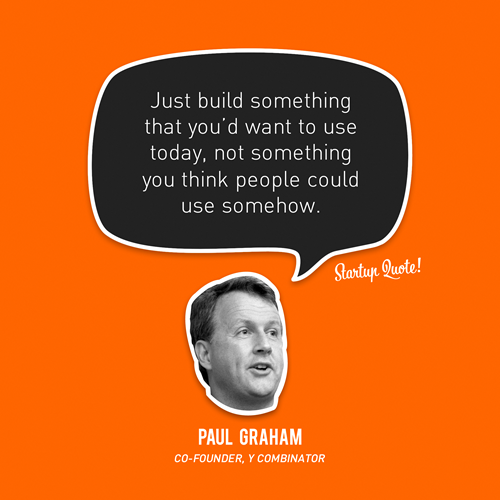 Just build something
that you’d want to use
today, not something
you think people could
use somehow.
Startup Quote!
PAUL GRAHAM
CO-FOUNDER, Y COMBINATOR